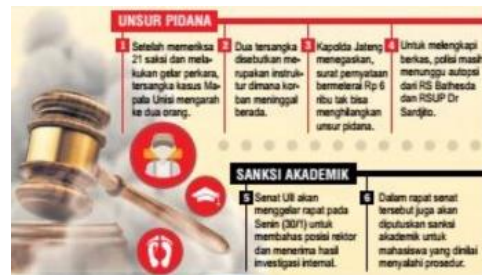 UNSUR PIDANA
1 Setelah memeriksa
21 saksi dan mela-
kukan gelar perkara,
tersangka kasus Ma-
pala Unisi mengarah
ke dua orang.
2 Dua tersangka
disebutkan me-
rupakan instruk-
tur dimana kor-
ban meninggal
berada.
3 Kapolda Jateng
menegaskan,
surat pernyataan
bermeterai Rp 6
ribu tak bisa
menghilangkan
unsur pidana.
4 Untuk melengkapi
berkas, polisi masih
menunggu autopsi
dari RS Bathesda
dan RSUP Dr
Sardjito.
SANKSI AKADEMIK
5 Senat UII akan
menggelar rapat pada
Senin (30/1) untuk
membahas posisi rektor
dan menerima hasil
investigasi internal.
6 Dalam rapat senat
tersebut juga akan
diputuskan sanksi
akademik untuk
mahasiswa yang dinilai
menyalahi prosedur.